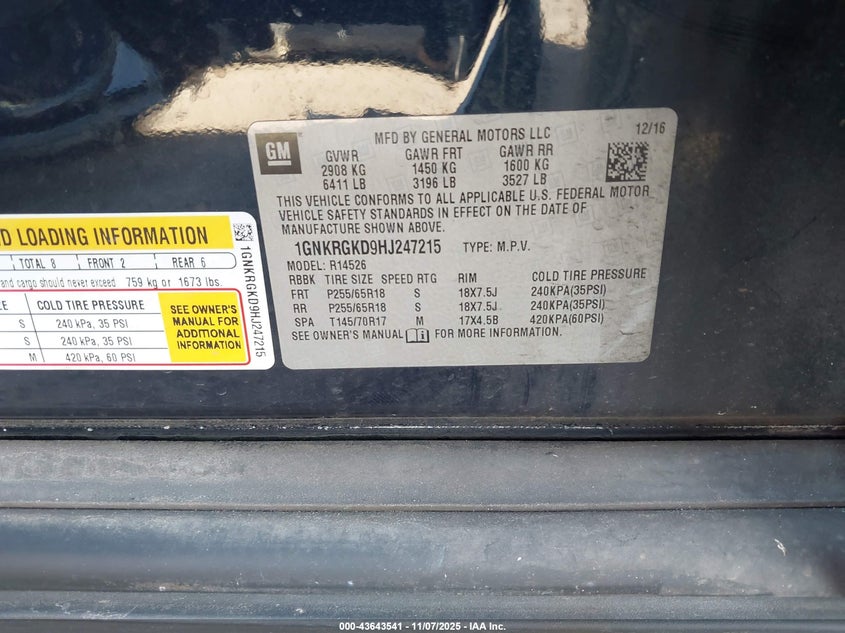 GM
MFD BY GENERAL MOTORS LLC 12/16
GVWR GAWR FRT GAWR RR
2908 KG 1450 KG 1600 KG
6411 LB 3196 LB 3527 LB
THIS VEHICLE CONFORMS TO ALL APPLICABLE U.S. FEDERAL MOTOR
VEHICLE SAFETY STANDARDS IN EFFECT ON THE DATE OF
MANUFACTURE SHOWN ABOVE.
1GNKRGKD9HJ247215 TYPE: M.P.V.
MODEL: R14526
RBBK TIRE SIZE SPEED RTG RIM COLD TIRE PRESSURE
FRT P255/65R18 S 18X7.5J 240KPA(35PSI)
RR P255/65R18 S 18X7.5J 240KPA(35PSI)
SPA T145/70R17 M 17X4.5B 420KPA(60PSI)
SEE OWNER'S MANUAL i FOR MORE INFORMATION.
LOADING INFORMATION
TOTAL 8 FRONT 2 REAR 6
and cargo should never exceed 759 kg or 1673 lbs.
COLD TIRE PRESSURE
S 240 kPa, 35 PSI
S 240 kPa, 35 PSI
M 420 kPa, 60 PSI
SEE OWNER'S
MANUAL FOR
ADDITIONAL
INFORMATION
1GNKRGKD9HJ247215
000-43643541 - 11/07/2025 - IAA Inc.